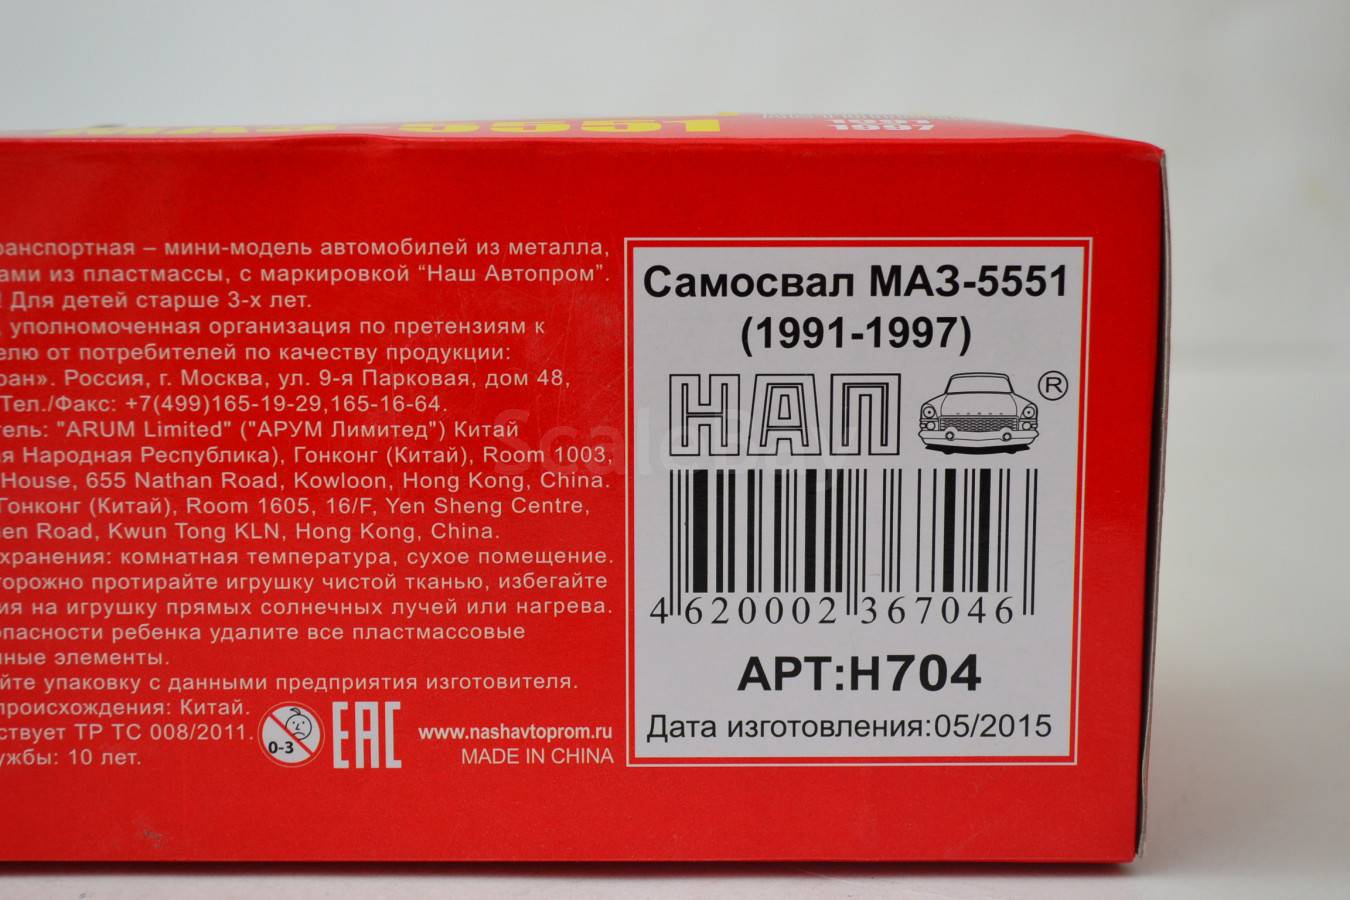 5551
1991
1997
ранспортная – мини-модель автомобилей из металла,
ами из пластмассы, с маркировкой “Наш Автопром”.
! Для детей старше 3-х лет.
, уполномоченная организация по претензиям к
елю от потребителей по качеству продукции:
ран». Россия, г. Москва, ул. 9-я Парковая, дом 48,
Тел./Факс: +7(499)165-19-29,165-16-64.
ель: "ARUM Limited" ("АРУМ Лимитед") Китай
я Народная Республика), Гонконг (Китай), Room 1003,
House, 655 Nathan Road, Kowloon, Hong Kong, China.
Гонконг (Китай), Room 1605, 16/F, Yen Sheng Centre,
en Road, Kwun Tong KLN, Hong Kong, China.
хранения: комнатная температура, сухое помещение.
торожно протирайте игрушку чистой тканью, избегайте
ия на игрушку прямых солнечных лучей или нагрева.
опасности ребенка удалите все пластмассовые
нные элементы.
йте упаковку с данными предприятия изготовителя.
происхождения: Китай.
ствует ТР ТС 008/2011.
ужбы: 10 лет.
0-3
EAC
www.nashavtoprom.ru
MADE IN CHINA
Самосвал МАЗ-5551
(1991-1997)
НАП ®
4 620002 367046
АРТ:Н704
Дата изготовления:05/2015